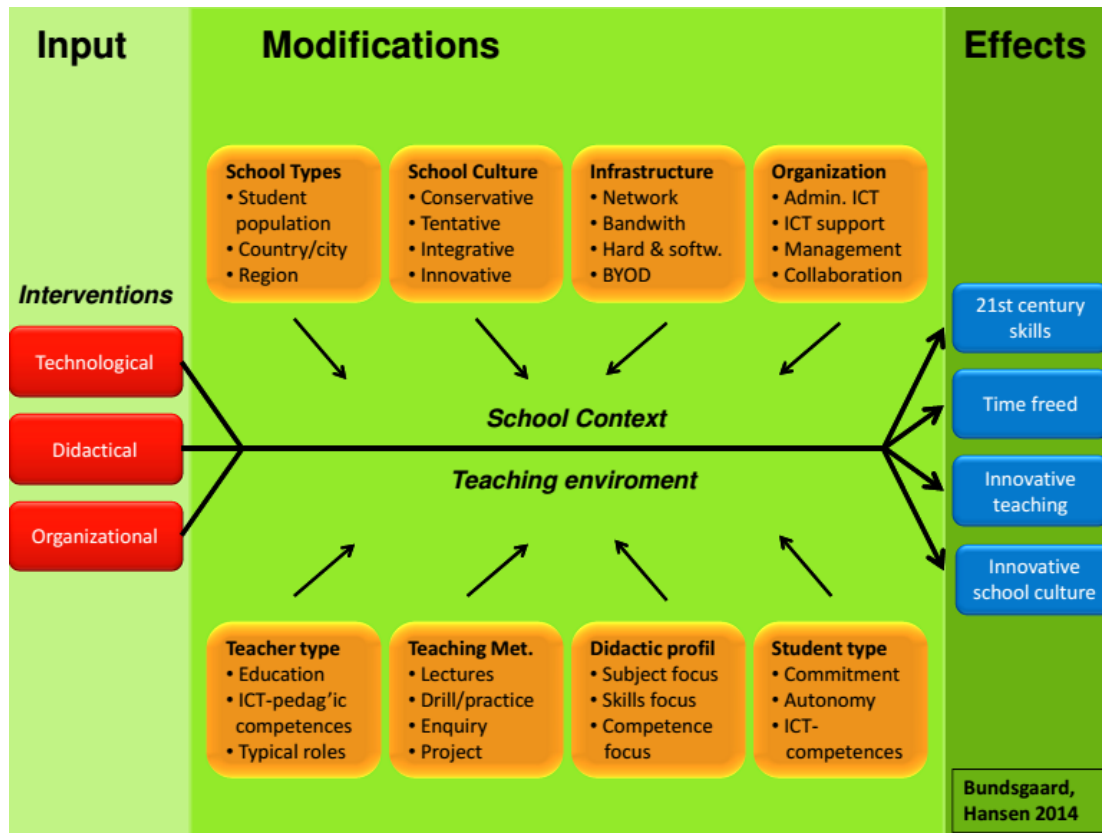 Input
Modifications
Effects
School Types
• Student
population
• Country/city
• Region
School Culture
• Conservative
• Tentative
• Integrative
• Innovative
Infrastructure
• Network
• Bandwith
• Hard & softw.
• BYOD
Organization
• Admin. ICT
• ICT support
• Management
• Collaboration
Interventions
Technological
Didactical
Organizational
School Context
Teaching enviroment
21st century
skills
Time freed
Innovative
teaching
Innovative
school culture
Teacher type
• Education
• ICT-pedag'ic
competences
• Typical roles
Teaching Met.
• Lectures
• Drill/practice
• Enquiry
• Project
Didactic profil
• Subject focus
• Skills focus
• Competence
focus
Student type
• Commitment
• Autonomy
• ICT-
competences
Bundsgaard,
Hansen 2014